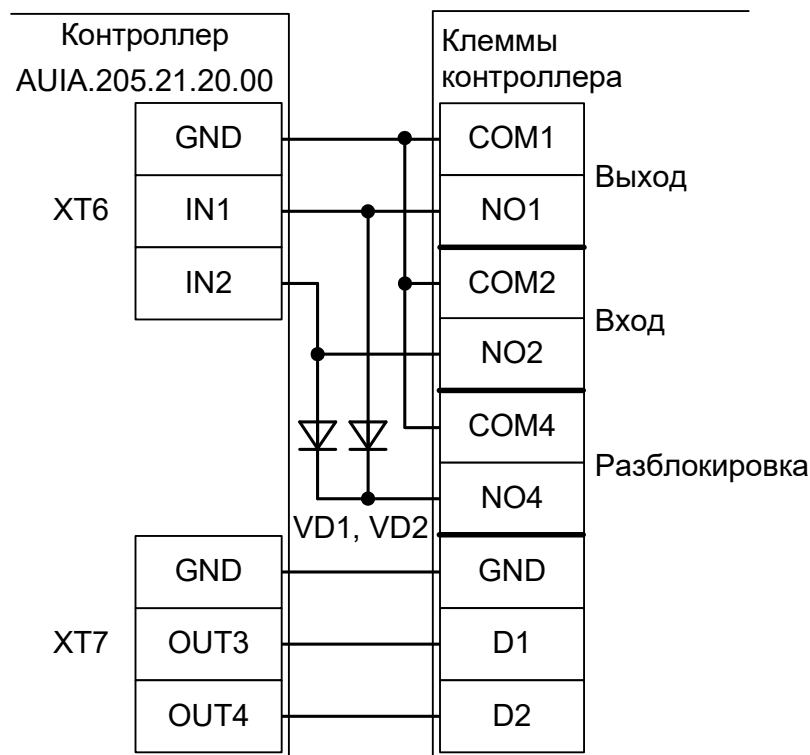 Контроллер
AUIA.205.21.20.00
Клеммы
контроллера
GND
COM1
Выход
XT6
IN1
NO1
IN2
COM2
Вход
NO2
COM4
Разблокировка
NO4
VD1, VD2
GND
GND
XT7
OUT3
D1
OUT4
D2